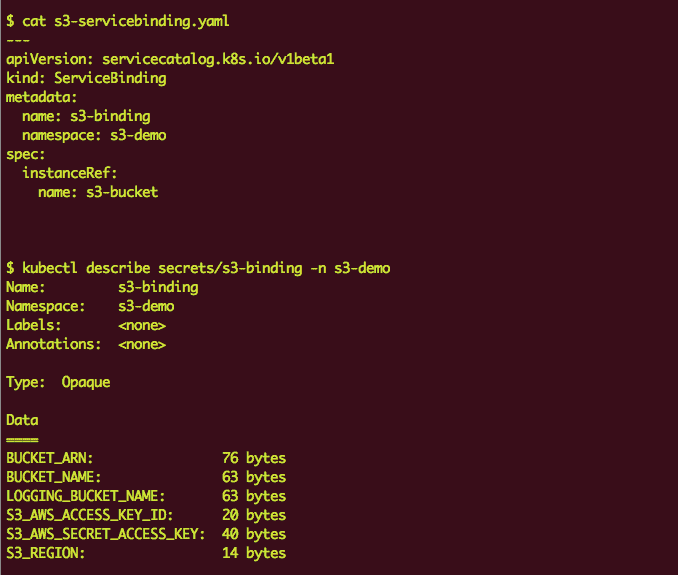 $ cat s3-servicebinding.yaml
---
apiVersion: servicecatalog.k8s.io/v1beta1
kind: ServiceBinding
metadata:
  name: s3-binding
  namespace: s3-demo
spec:
  instanceRef:
    name: s3-bucket
$ kubectl describe secrets/s3-binding -n s3-demo
Name:         s3-binding
Namespace:    s3-demo
Labels:       <none>
Annotations:  <none>
Type:  Opaque
Data
====
BUCKET_ARN:                76 bytes
BUCKET_NAME:               63 bytes
LOGGING_BUCKET_NAME:       63 bytes
S3_AWS_ACCESS_KEY_ID:      20 bytes
S3_AWS_SECRET_ACCESS_KEY:  40 bytes
S3_REGION:                 14 bytes